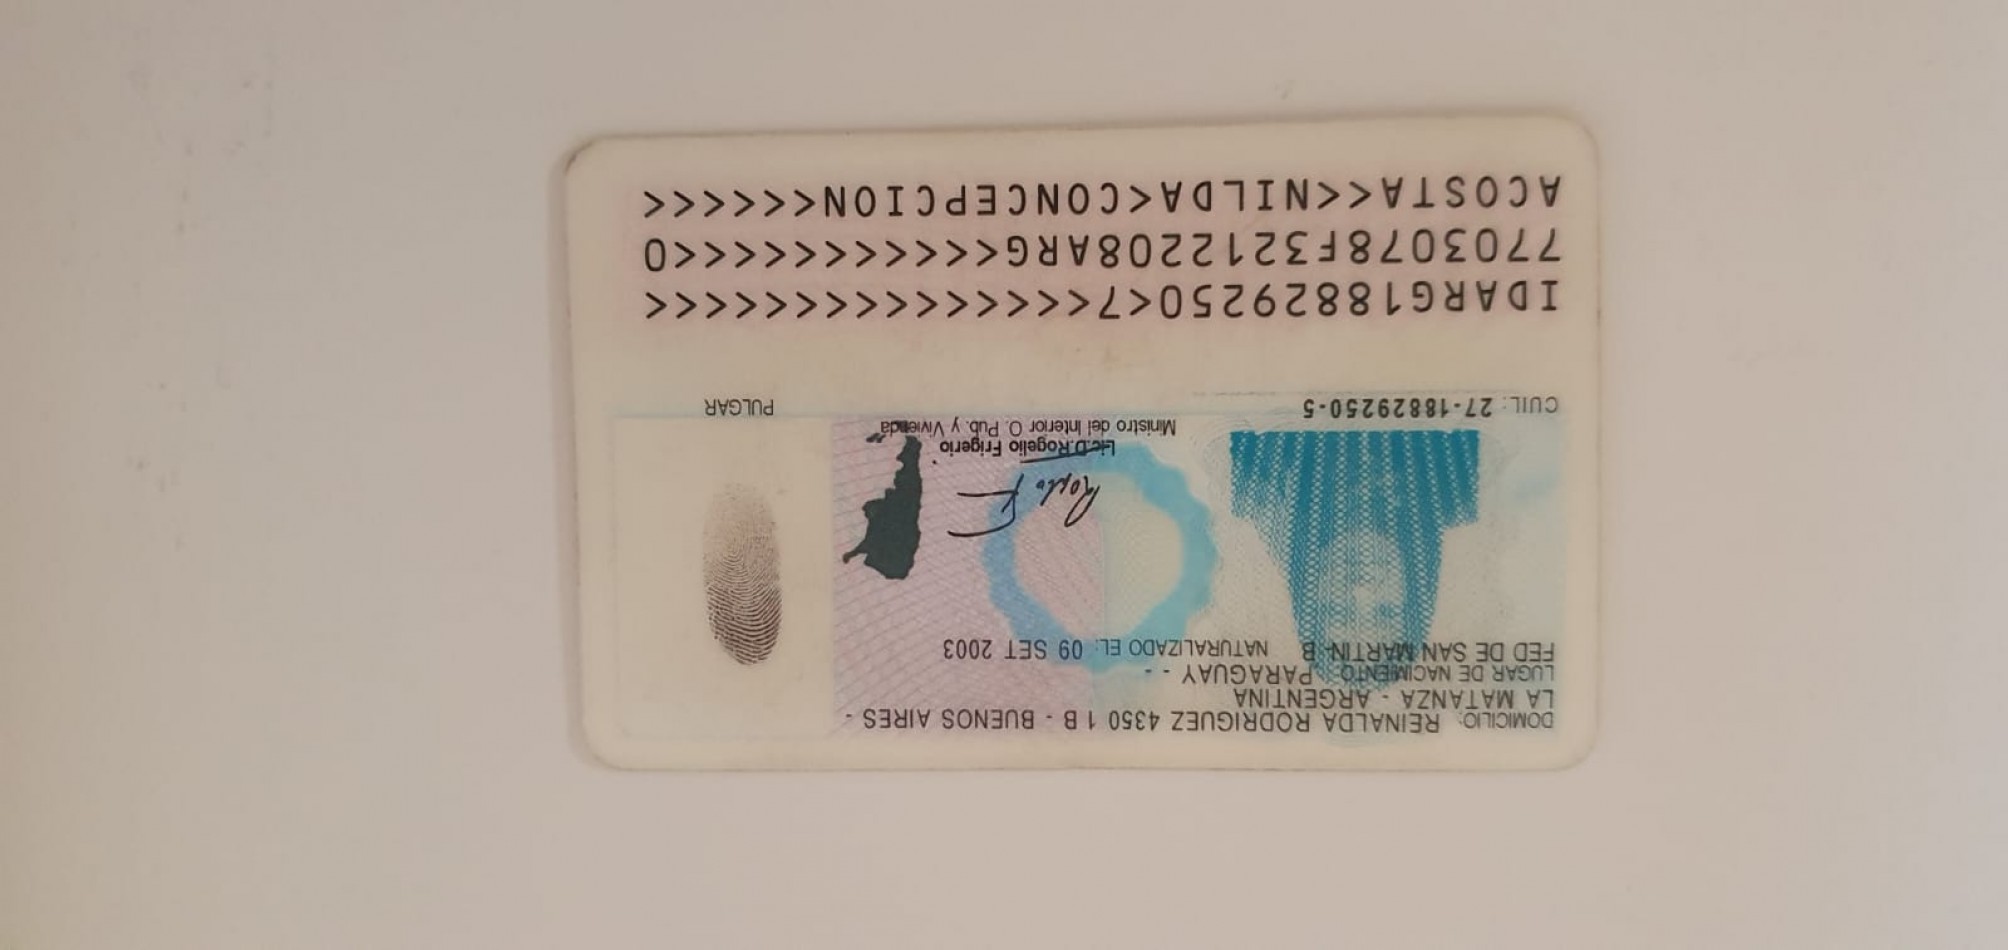 DOMICILIO: REINALDA RODRIGUEZ 4350 1 B - BUENOS AIRES -
LA MATANZA - ARGENTINA
LUGAR DE NACIMIENTO: PARAGUAY - -
FED DE SAN MARTIN- B NATURALIZADO EL: 09 SET 2003
Lic.D.Rogelio Frigerio
Ministro del Interior O. Pub. y Vivienda
CUIL: 27-18829250-5
PULGAR
IDARG18829250<7<<<<<<<<<<<<<<<
7703078F3212208ARG<<<<<<<<<<<0
ACOSTA<<NILDA<CONCEPCION<<<<<<